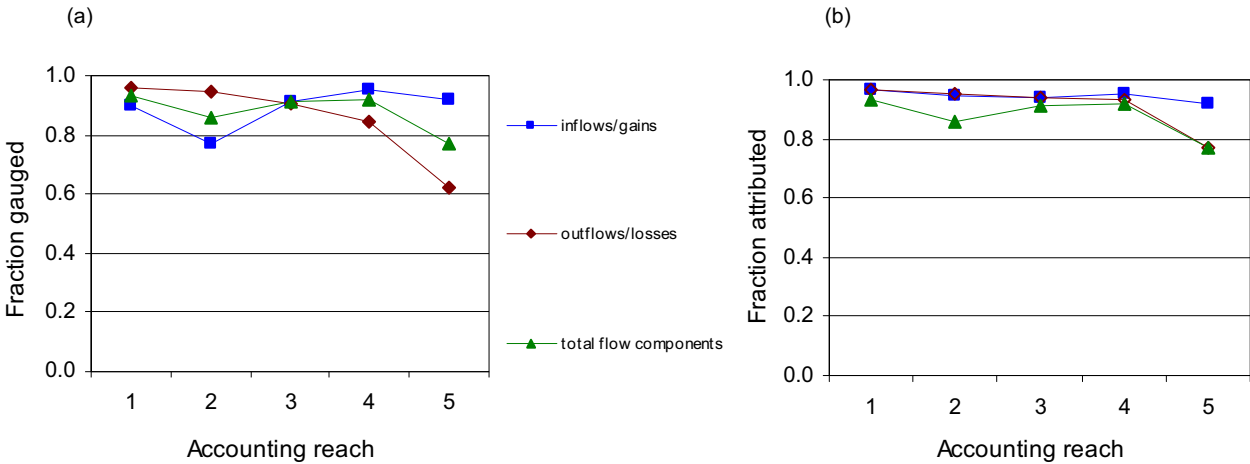 (a)
Fraction gauged
1.0
0.8
0.6
0.4
0.2
0.0
1 2 3 4 5
Accounting reach
inflows/gains
outflows/losses
total flow components
(b)
Fraction attributed
1.0
0.8
0.6
0.4
0.2
0.0
1 2 3 4 5
Accounting reach